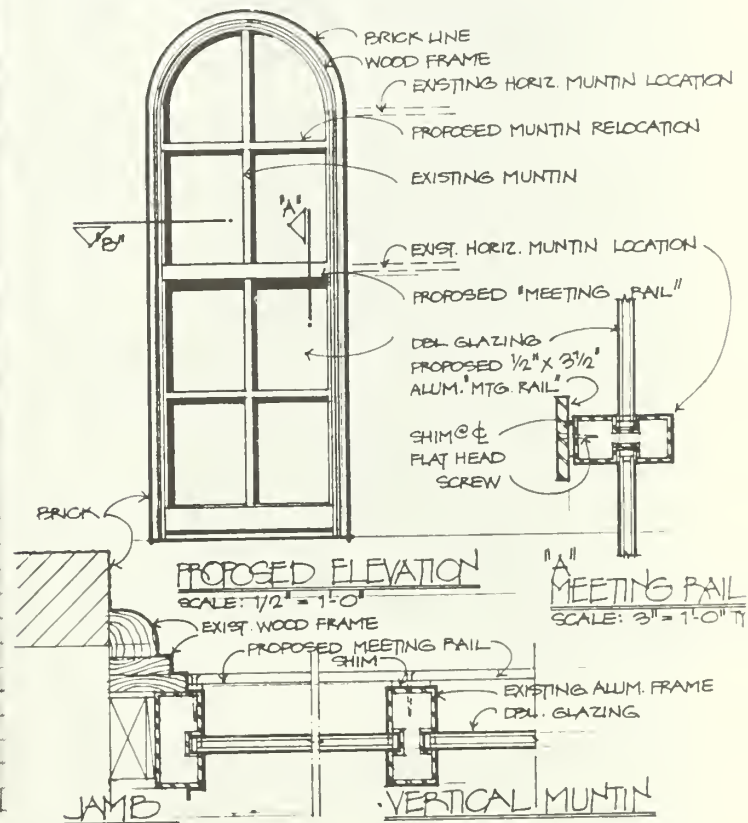 BRICK LINE
WOOD FRAME
EXISTING HORIZ. MUNTIN LOCATION
PROPOSED MUNTIN RELOCATION
EXISTING MUNTIN
"A"
"B"
EXIST. HORIZ. MUNTIN LOCATION
PROPOSED "MEETING RAIL"
DBL GLAZING
PROPOSED 1/2" X 3 1/2"
ALUM. "MTG. RAIL"
SHIM @ ℄
FLAT HEAD
SCREW
BRICK
PROPOSED ELEVATION
SCALE: 1/2" = 1'-0"
"A"
MEETING RAIL
SCALE: 3" = 1'-0"
EXIST. WOOD FRAME
PROPOSED MEETING RAIL
SHIM
EXISTING ALUM. FRAME
DBL. GLAZING
JAMB
VERTICAL MUNTIN